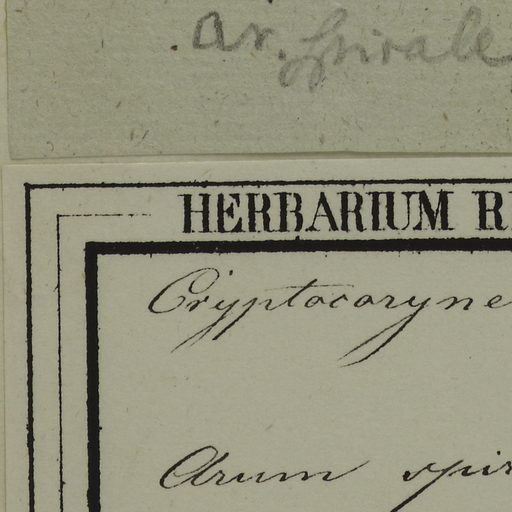 ar. spirale
HERBARIUM R
Cryptocoryne
Arum spir